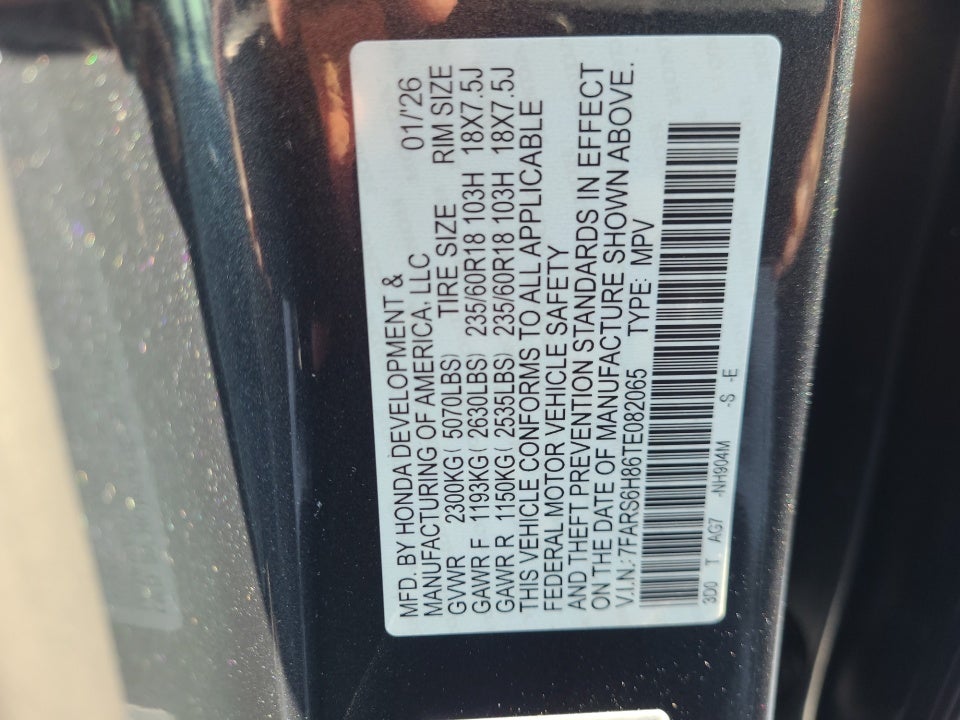 MFD. BY HONDA DEVELOPMENT &
MANUFACTURING OF AMERICA, LLC 01/'26
GVWR 2300KG( 5070LBS) TIRE SIZE RIM SIZE
GAWR F 1193KG( 2630LBS) 235/60R18 103H 18X7.5J
GAWR R 1150KG( 2535LBS) 235/60R18 103H 18X7.5J
THIS VEHICLE CONFORMS TO ALL APPLICABLE
FEDERAL MOTOR VEHICLE SAFETY
AND THEFT PREVENTION STANDARDS IN EFFECT
ON THE DATE OF MANUFACTURE SHOWN ABOVE.
V.I.N.: 7FARS6H86TE082065 TYPE: MPV
3D0 T AG7 -NH904M -S -E